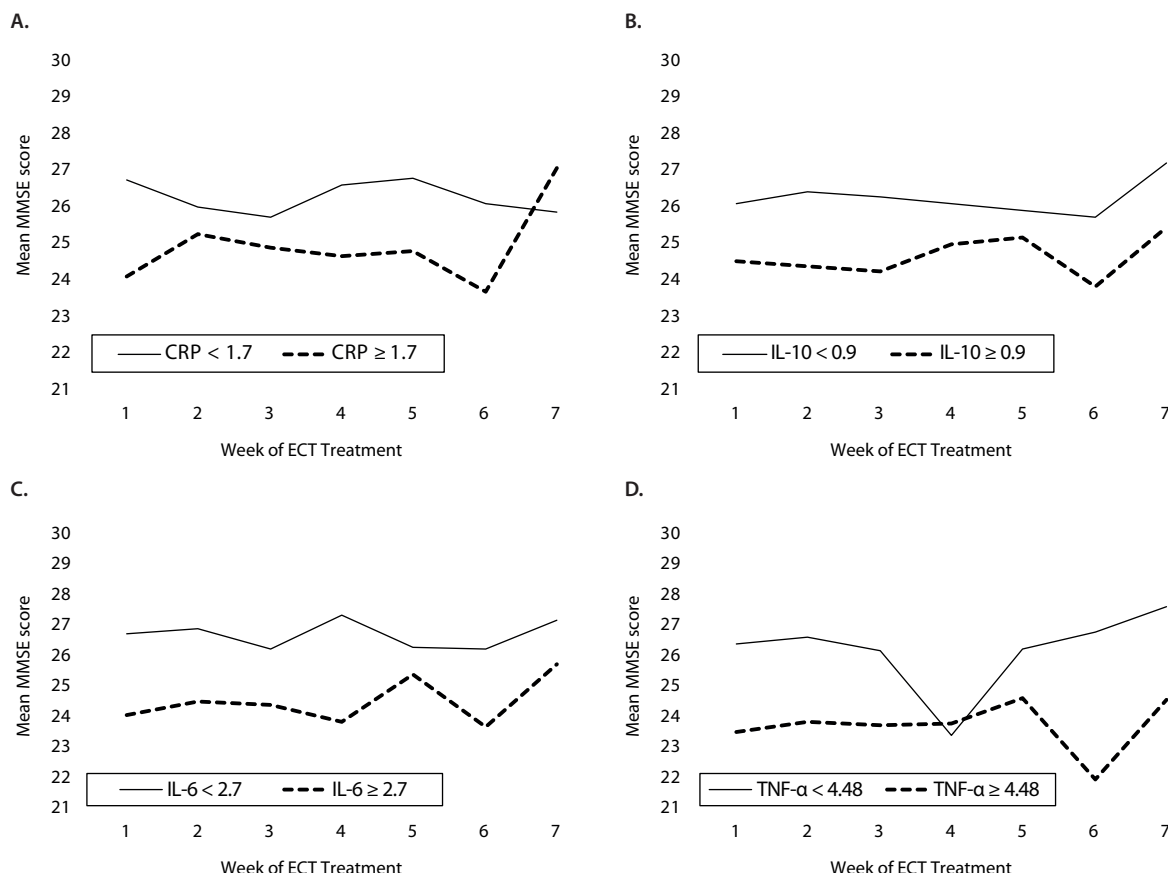 A.
30
29
28
27
26
25
24
23
22
21
Mean MMSE score
CRP < 1.7 CRP ≥ 1.7
1 2 3 4 5 6 7
Week of ECT Treatment
B.
30
29
28
27
26
25
24
23
22
21
Mean MMSE score
IL-10 < 0.9 IL-10 ≥ 0.9
1 2 3 4 5 6 7
Week of ECT Treatment
C.
30
29
28
27
26
25
24
23
22
21
Mean MMSE score
IL-6 < 2.7 IL-6 ≥ 2.7
1 2 3 4 5 6 7
Week of ECT Treatment
D.
30
29
28
27
26
25
24
23
22
21
Mean MMSE score
TNF-α < 4.48 TNF-α ≥ 4.48
1 2 3 4 5 6 7
Week of ECT Treatment